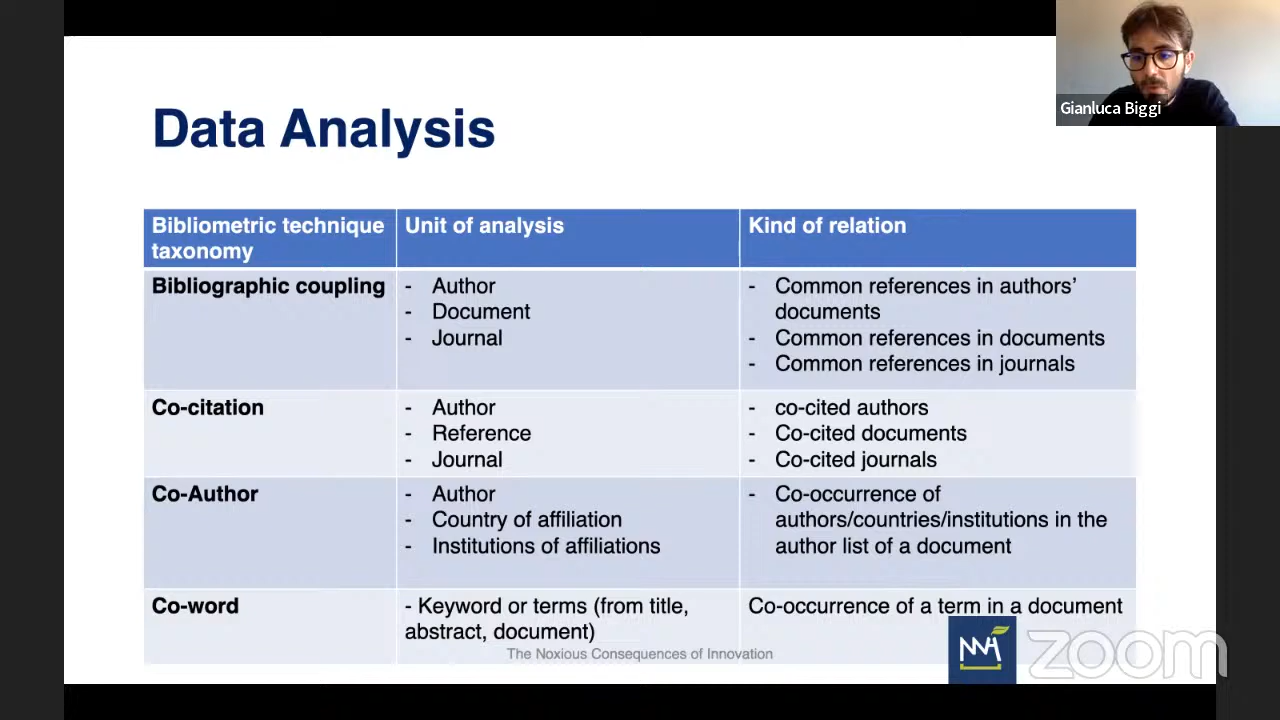 Gianluca Biggi
Data Analysis
Bibliometric technique taxonomy
Unit of analysis
Kind of relation
Bibliographic coupling
- Author
- Document
- Journal
- Common references in authors’
documents
- Common references in documents
- Common references in journals
Co-citation
- Author
- Reference
- Journal
- co-cited authors
- Co-cited documents
- Co-cited journals
Co-Author
- Author
- Country of affiliation
- Institutions of affiliations
- Co-occurrence of
authors/countries/institutions in the
author list of a document
Co-word
- Keyword or terms (from title,
abstract, document)
Co-occurrence of a term in a document
The Noxious Consequences of Innovation
zoom